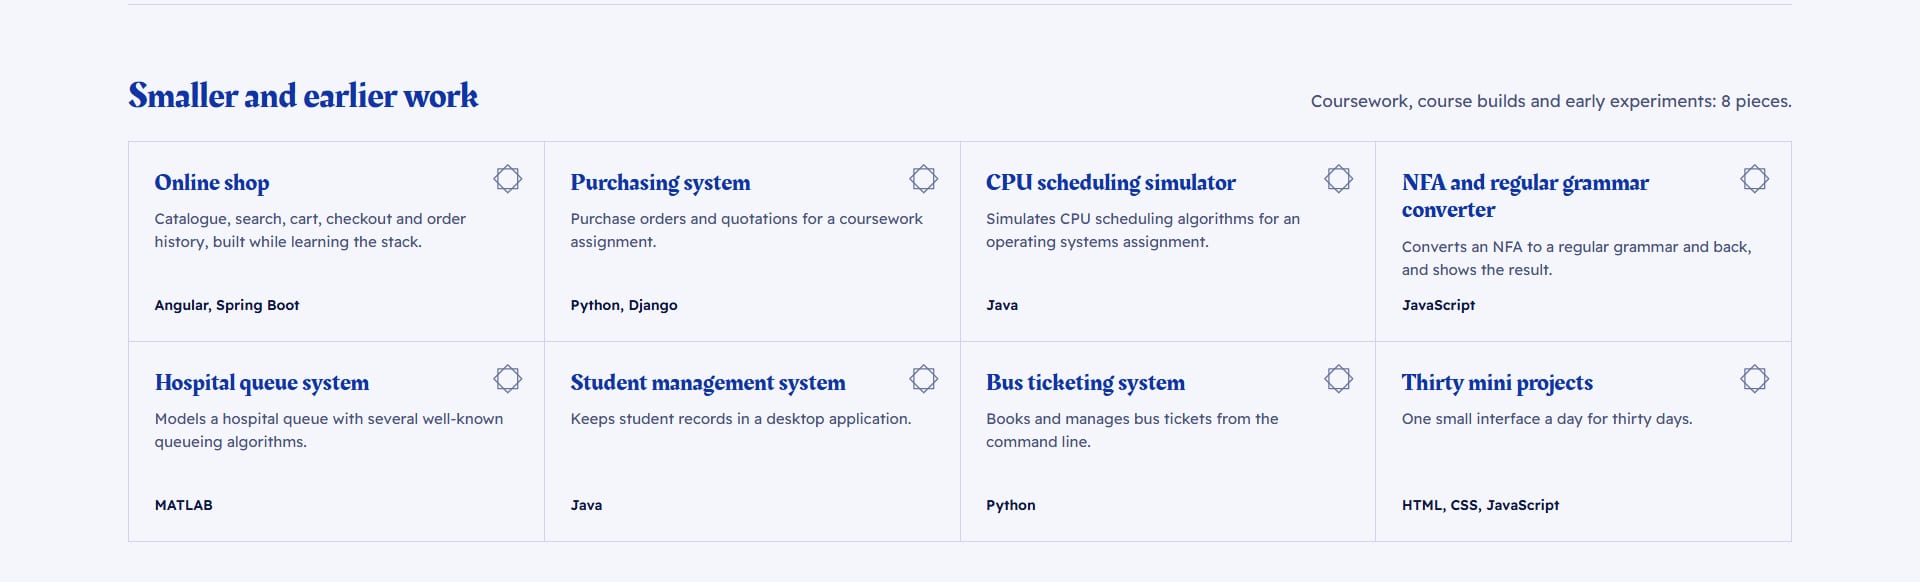 Smaller and earlier work
Coursework, course builds and early experiments: 8 pieces.
Online shop
Catalogue, search, cart, checkout and order
history, built while learning the stack.
Angular, Spring Boot
Purchasing system
Purchase orders and quotations for a coursework
assignment.
Python, Django
CPU scheduling simulator
Simulates CPU scheduling algorithms for an
operating systems assignment.
Java
NFA and regular grammar
converter
Converts an NFA to a regular grammar and back,
and shows the result.
JavaScript
Hospital queue system
Models a hospital queue with several well-known
queueing algorithms.
MATLAB
Student management system
Keeps student records in a desktop application.
Java
Bus ticketing system
Books and manages bus tickets from the
command line.
Python
Thirty mini projects
One small interface a day for thirty days.
HTML, CSS, JavaScript